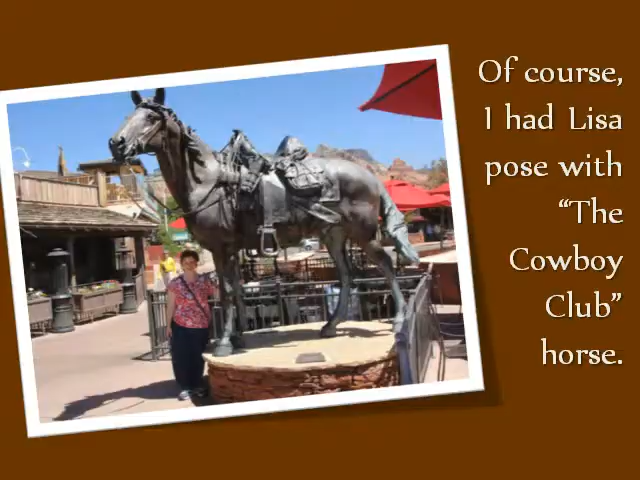 Of course,
I had Lisa
pose with
“The
Cowboy
Club”
horse.